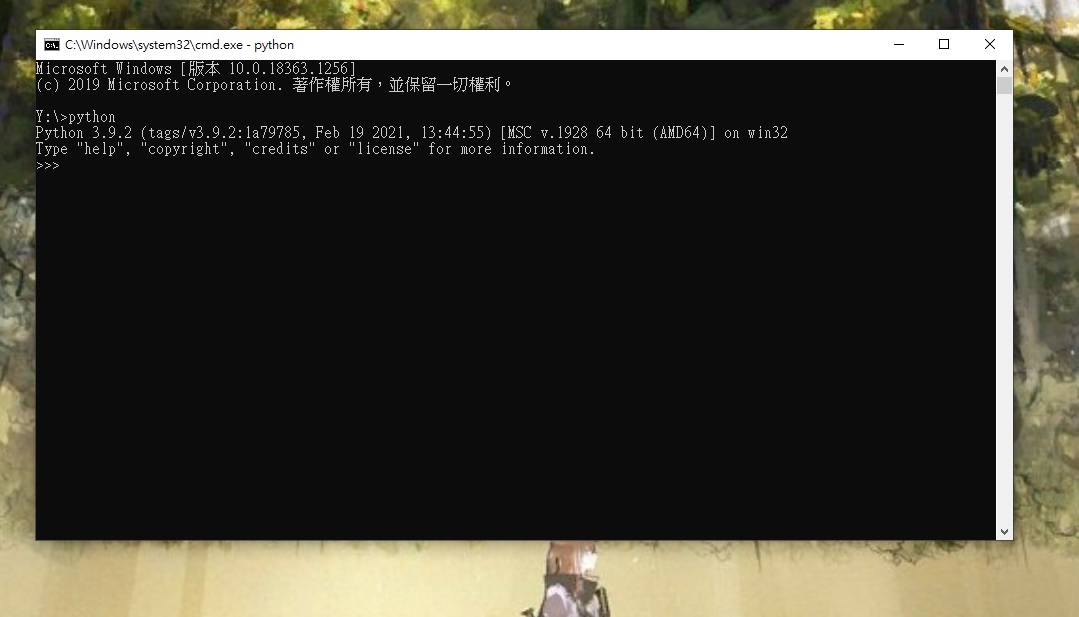 C:\Windows\system32\cmd.exe - python
Microsoft Windows [版本 10.0.18363.1256]
(c) 2019 Microsoft Corporation. 著作權所有，並保留一切權利。
Y:\>python
Python 3.9.2 (tags/v3.9.2:1a79785, Feb 19 2021, 13:44:55) [MSC v.1928 64 bit (AMD64)] on win32
Type "help", "copyright", "credits" or "license" for more information.
>>>